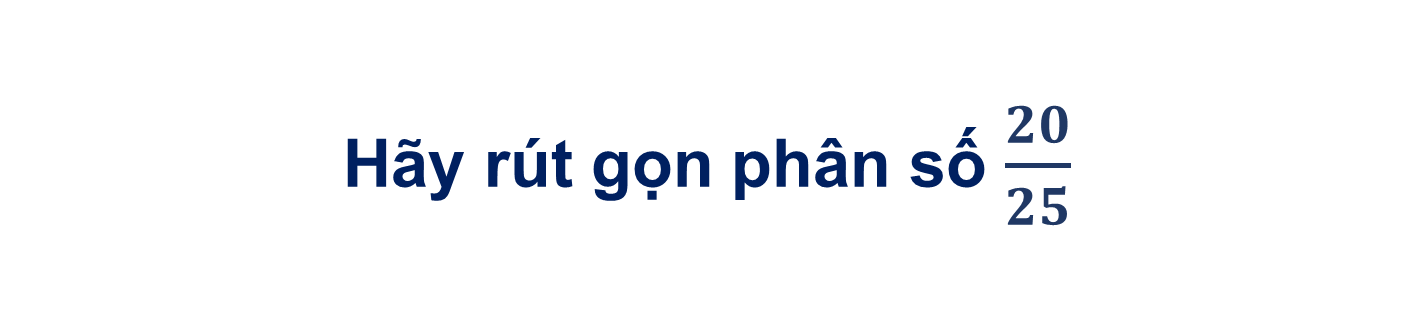 Hãy rút gọn phân số 20/25